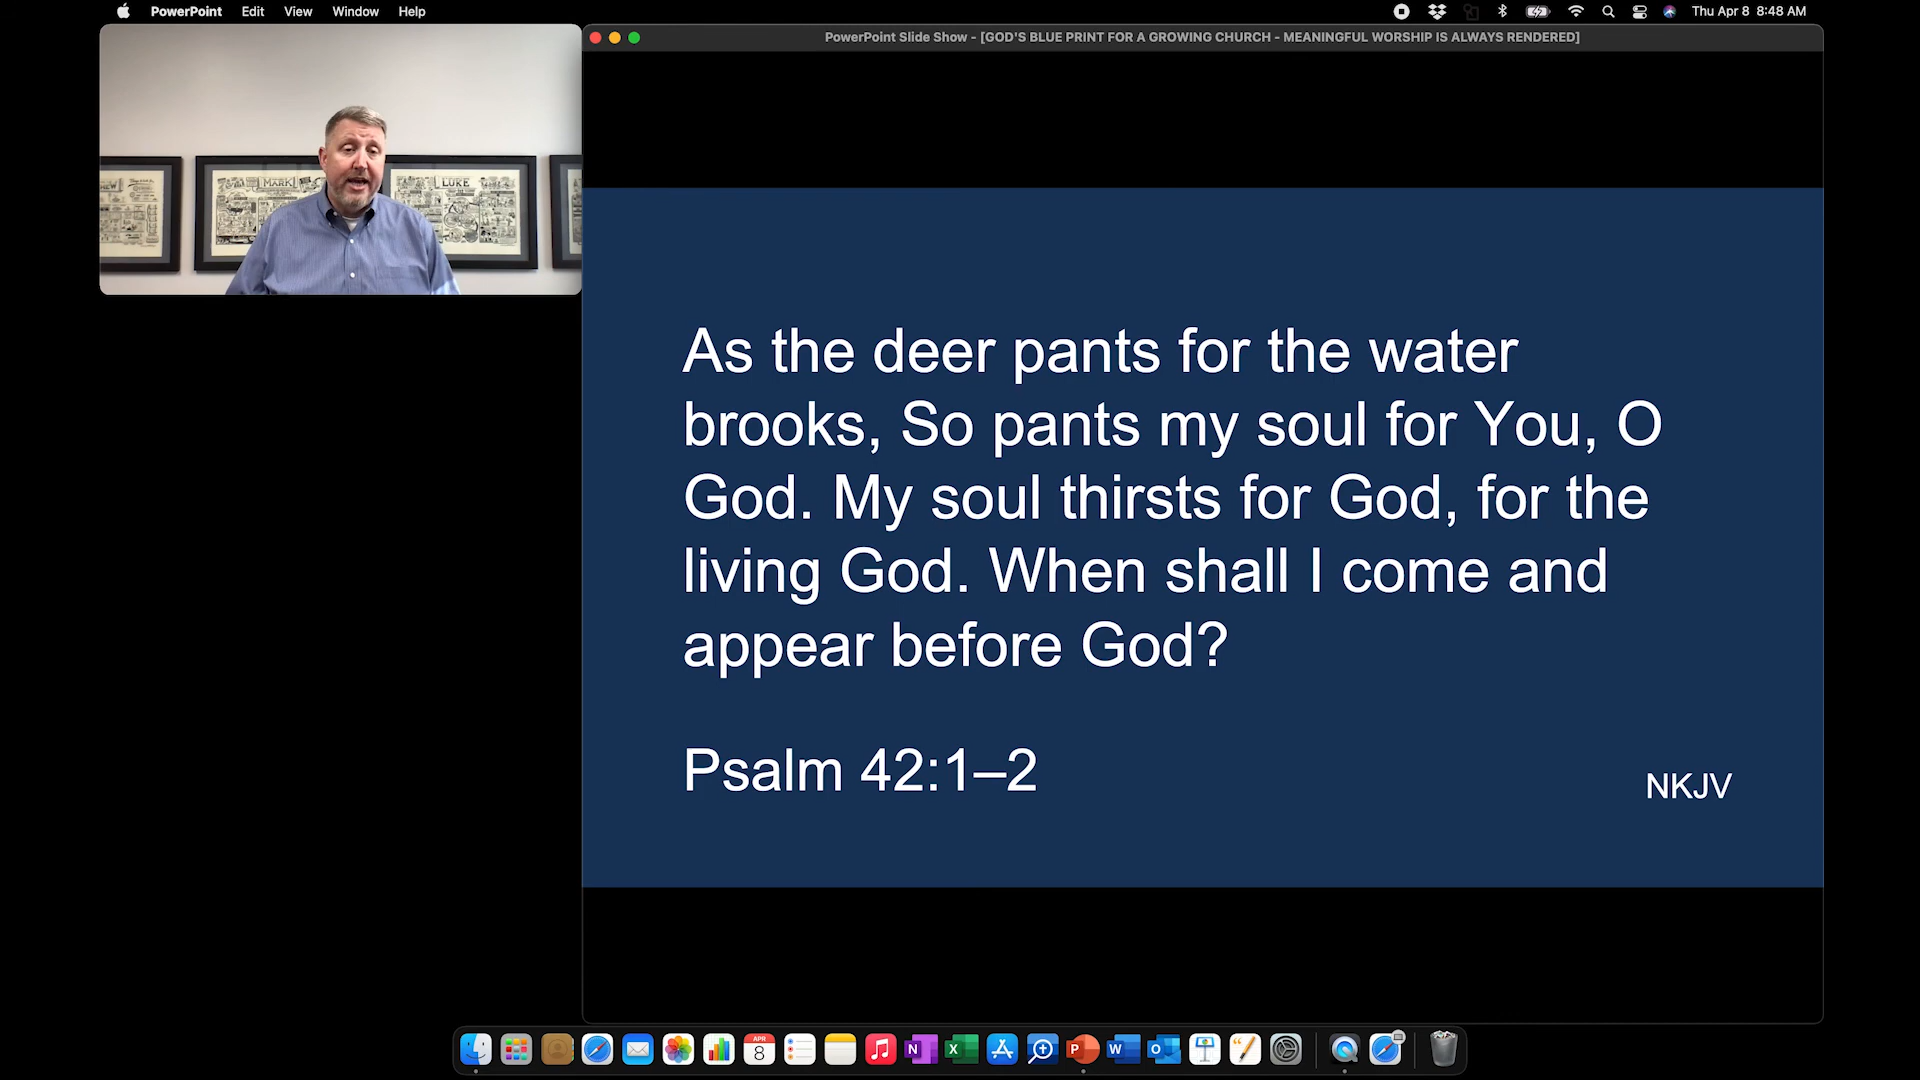 PowerPoint Edit View Window Help
Thu Apr 8 8:48 AM
PowerPoint Slide Show - [GOD'S BLUE PRINT FOR A GROWING CHURCH - MEANINGFUL WORSHIP IS ALWAYS RENDERED]
MARK
LUKE
As the deer pants for the water
brooks, So pants my soul for You, O
God. My soul thirsts for God, for the
living God. When shall I come and
appear before God?
Psalm 42:1–2
NKJV
APR
8
N
X
P
W
O